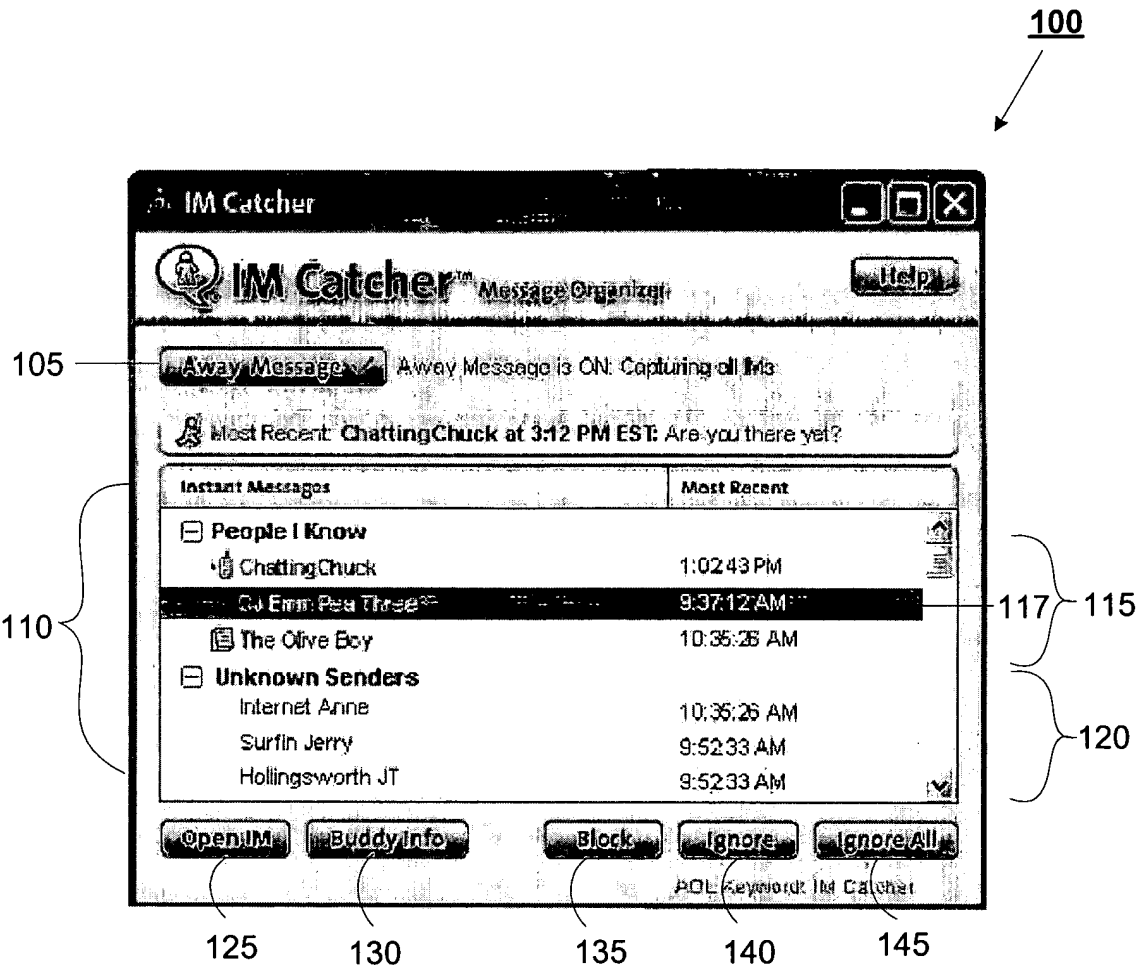 100
IM Catcher
IM Catcher™ Message Organizer
Help
105
Away Message ✓ Away Message is ON: Capturing all IMs
Most Recent: ChattingChuck at 3:12 PM EST: Are you there yet?
Instant Messages Most Recent
People I Know
ChattingChuck 1:02:43 PM
CJ Emm Pea Three 9:37:12 AM
117
115
110
The Olive Boy 10:35:26 AM
Unknown Senders
Internet Anne 10:35:26 AM
Surfin Jerry 9:52:33 AM
120
Hollingsworth JT 9:52:33 AM
Open IM Buddy Info Block Ignore Ignore All
AOL Keyword: IM Catcher
125 130 135 140 145